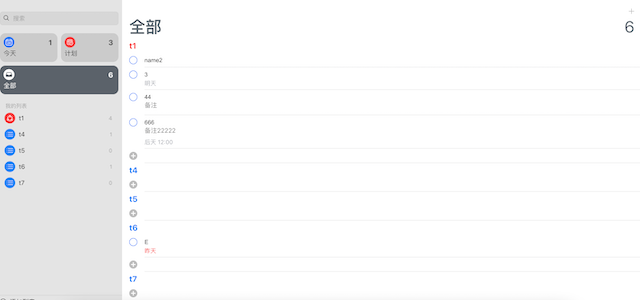 搜索
1
今天
3
计划
6
全部
我的列表
t1
t4
1
t5
0
t6
1
t7
0
+
全部
6
t1
name2
3
明天
44
备注
666
备注22222
后天 12:00
t4
t5
t6
E
昨天
t7